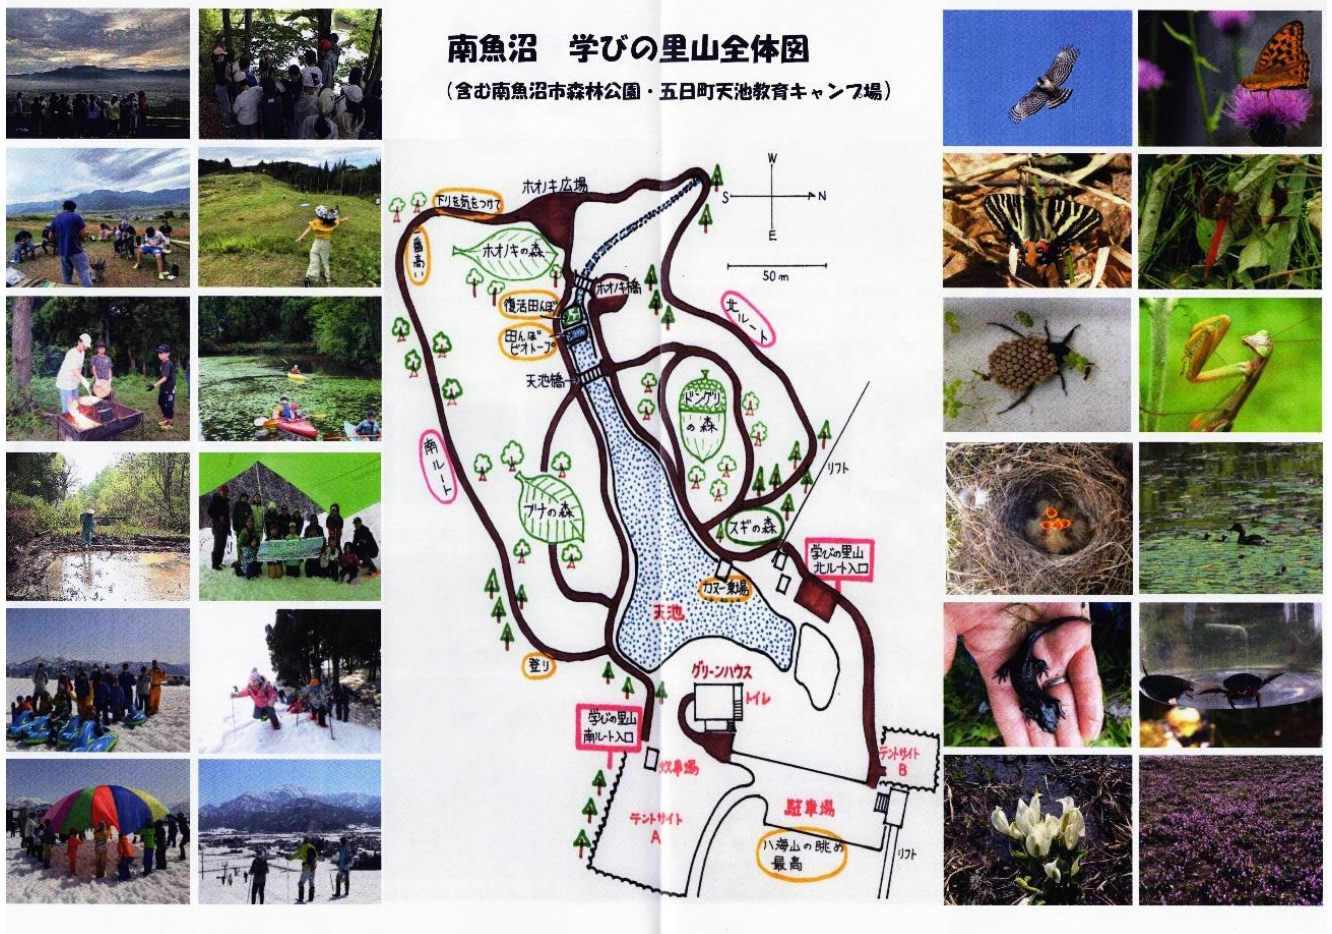 南魚沼　学びの里山全体図
(含む南魚沼市森林公園・五日町天池教育キャンプ場)
W
S
N
E
50m
ホオノキ広場
下りを気をつけて
一番高い
ホオノキの森
ホオノキ橋
復活田んぼ
田んぼ
ビオトープ
天池橋
北ルート
ドングリ
の森
リフト
南ルート
ブナの森
スギの森
学びの里山
北ルート入口
カヌー乗場
天池
登り
グリーンハウス
トイレ
学びの里山
南ルート入口
炊事場
テントサイト
A
テントサイト
B
駐車場
八海山の眺め
最高
リフト